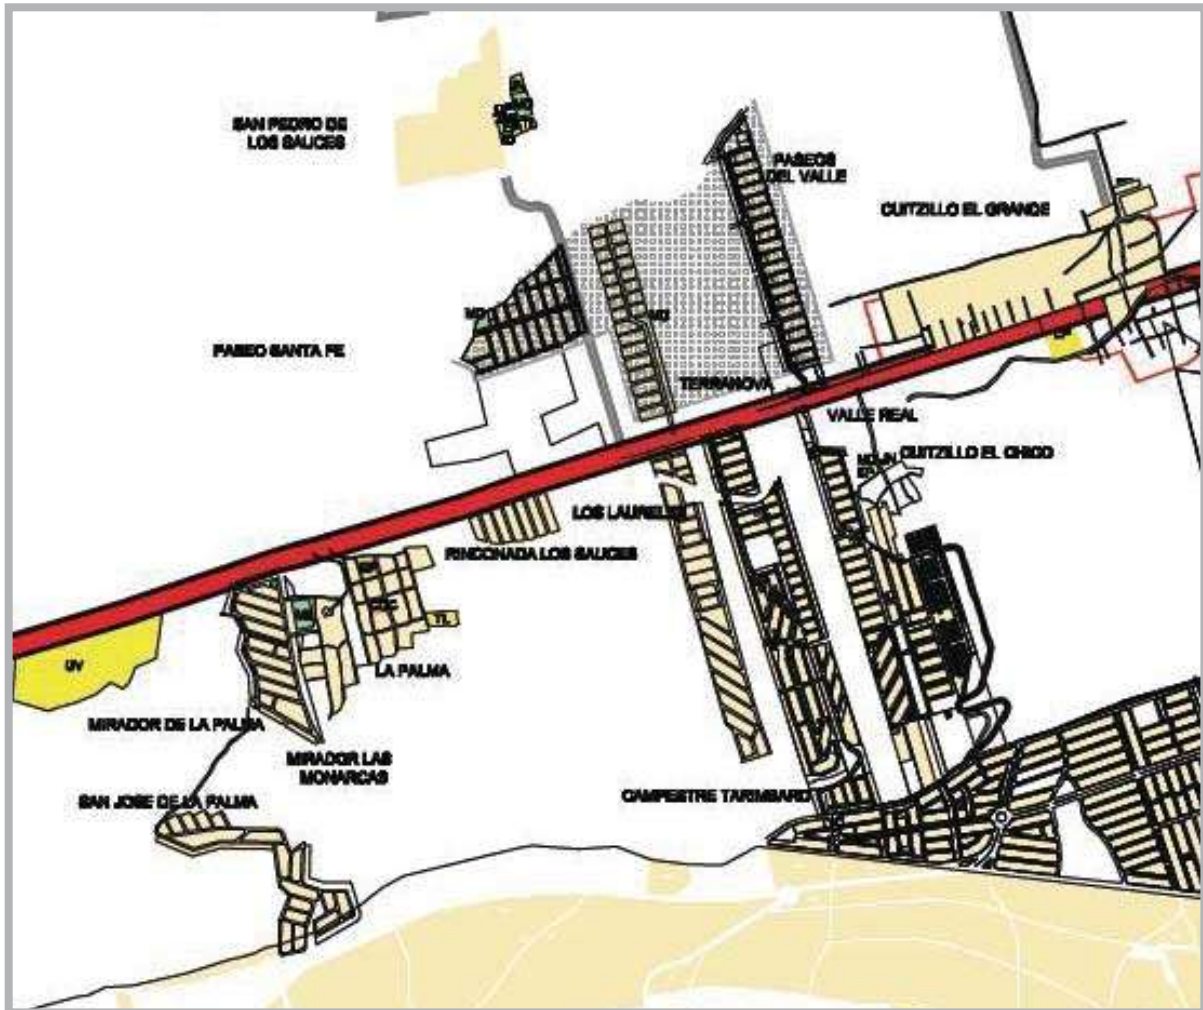 SAN PEDRO DE
LOS SAUCES
PASEOS
DEL VALLE
CUITZILLO EL GRANDE
PASEO SANTA FE
TERRANOVA
VALLE REAL
CUITZILLO EL CHICO
LOS LAURELES
RINCONADA LOS SAUCES
UV
LA PALMA
MIRADOR DE LA PALMA
MIRADOR LAS
MONARCAS
SAN JOSE DE LA PALMA
CAMPESTRE TARIMBARO